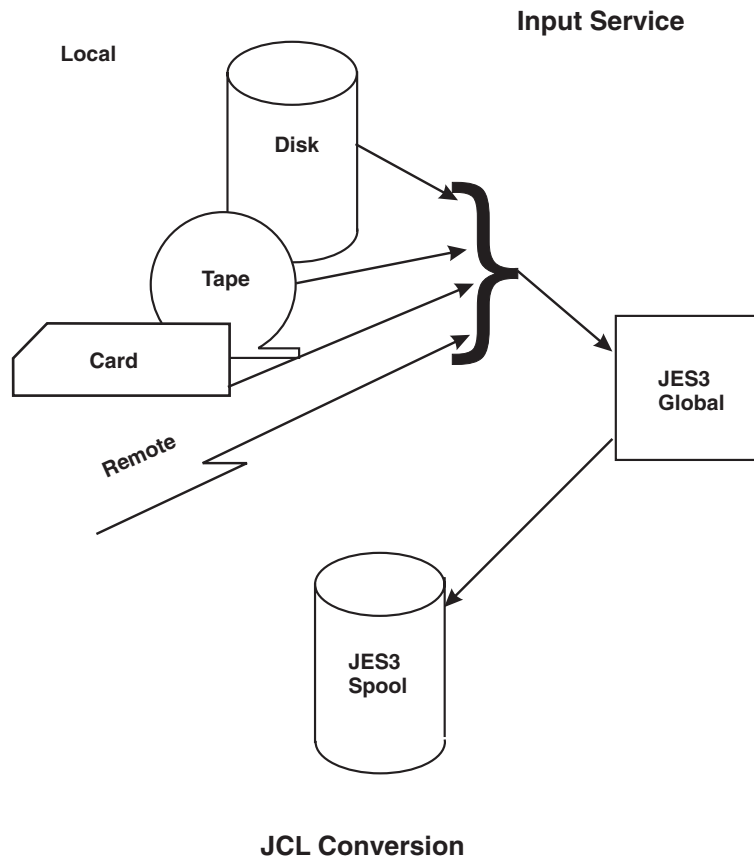 Input Service
Local
Disk
Tape
Card
Remote
JES3
Global
JES3
Spool
JCL Conversion